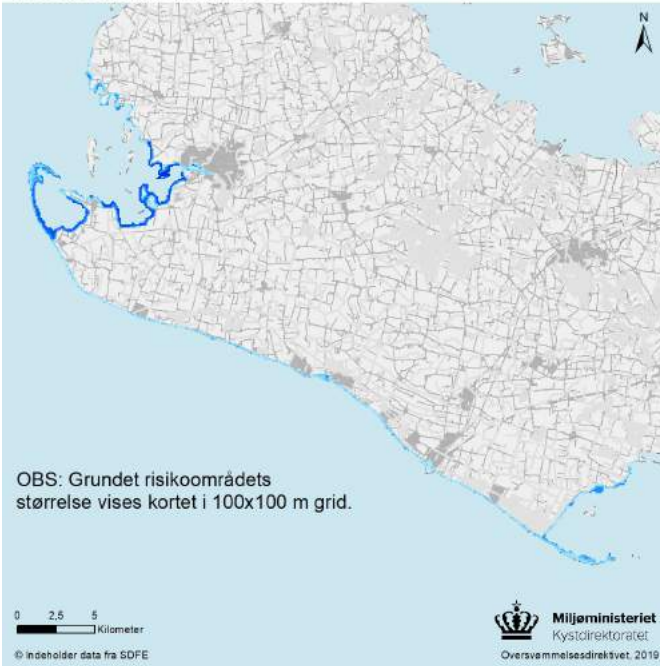 N
OBS: Grundet risikoområdets
størrelse vises kortet i 100x100 m grid.
0 2,5 5
Kilometer
Miljøministeriet
Kystdirektoratet
© Indeholder data fra SDFE
Oversvømmelsesdirektivet, 2019